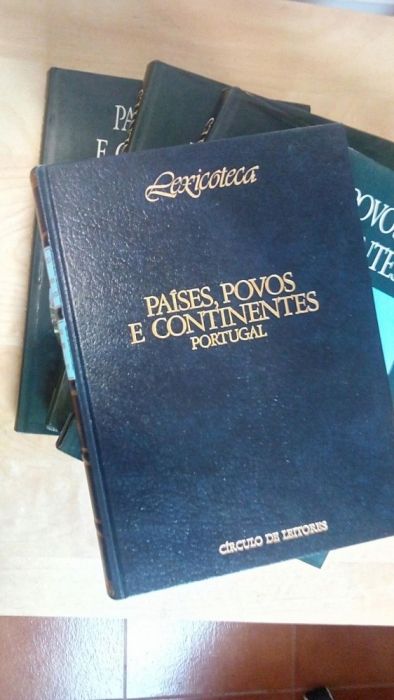 Lexicoteca
PAÍSES, POVOS
E CONTINENTES
PORTUGAL
CÍRCULO DE LEITORES